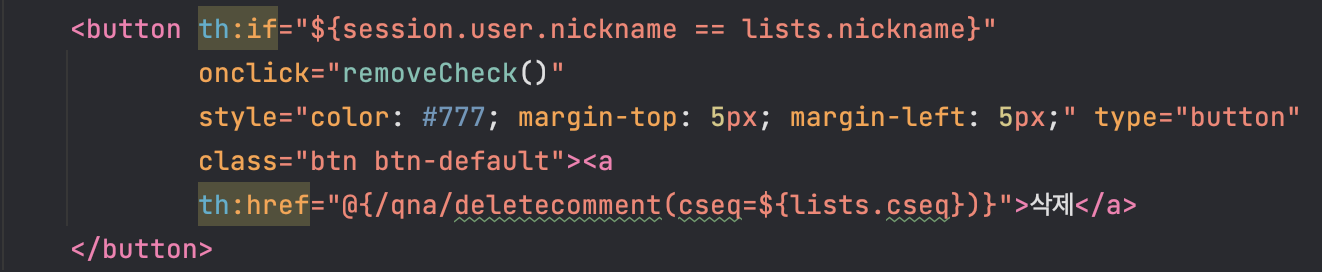 <button th:if="${session.user.nickname == lists.nickname}"
onclick="removeCheck()"
style="color: #777; margin-top: 5px; margin-left: 5px;" type="button"
class="btn btn-default"><a
th:href="@{/qna/deletecomment(cseq=${lists.cseq})}">삭제</a>
</button>